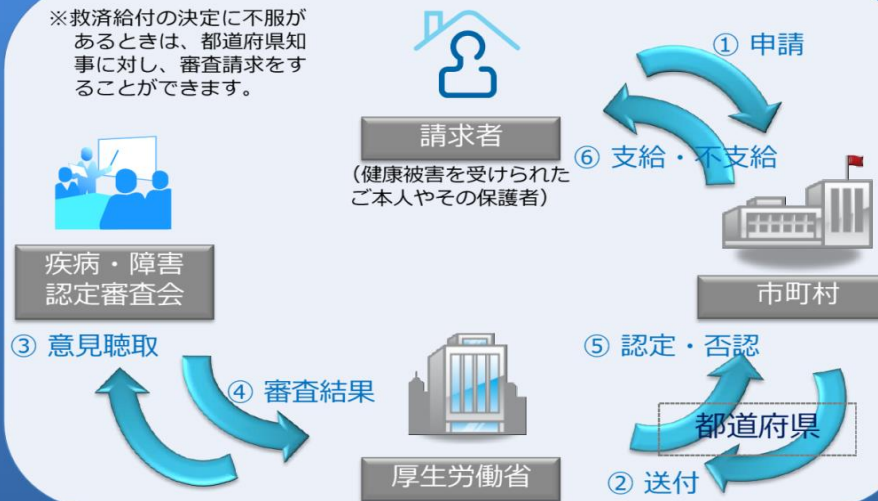 ※救済給付の決定に不服が
あるときは、都道府県知
事に対し、審査請求をす
ることができます。
① 申請
請求者
（健康被害を受けられた
ご本人やその保護者）
⑥ 支給・不支給
疾病・障害
認定審査会
市町村
③ 意見聴取
④ 審査結果
⑤ 認定・否認
都道府県
厚生労働省
② 送付